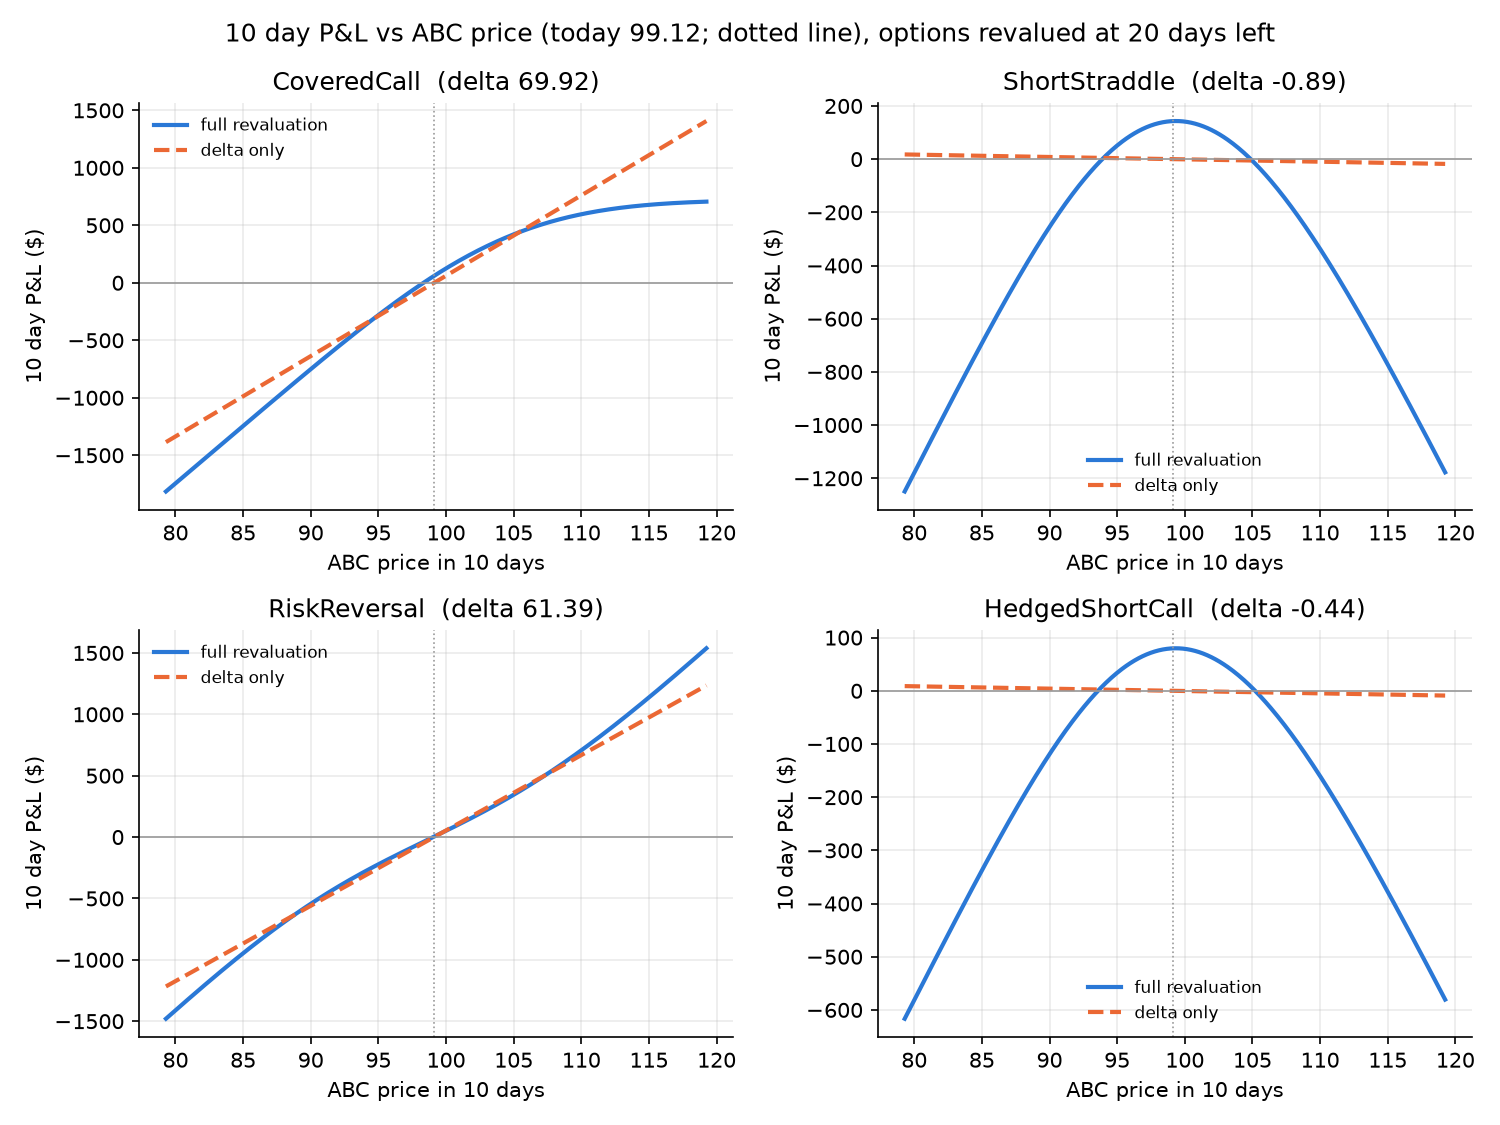 10 day P&L vs ABC price (today 99.12; dotted line), options revalued at 20 days left
CoveredCall (delta 69.92)
full revaluation
delta only
1500
1000
500
0
−500
−1000
−1500
10 day P&L ($)
80 85 90 95 100 105 110 115 120
ABC price in 10 days
ShortStraddle (delta -0.89)
200
0
−200
−400
−600
−800
−1000
−1200
10 day P&L ($)
full revaluation
delta only
80 85 90 95 100 105 110 115 120
ABC price in 10 days
RiskReversal (delta 61.39)
full revaluation
delta only
1500
1000
500
0
−500
−1000
−1500
10 day P&L ($)
80 85 90 95 100 105 110 115 120
ABC price in 10 days
HedgedShortCall (delta -0.44)
100
0
−100
−200
−300
−400
−500
−600
10 day P&L ($)
full revaluation
delta only
80 85 90 95 100 105 110 115 120
ABC price in 10 days